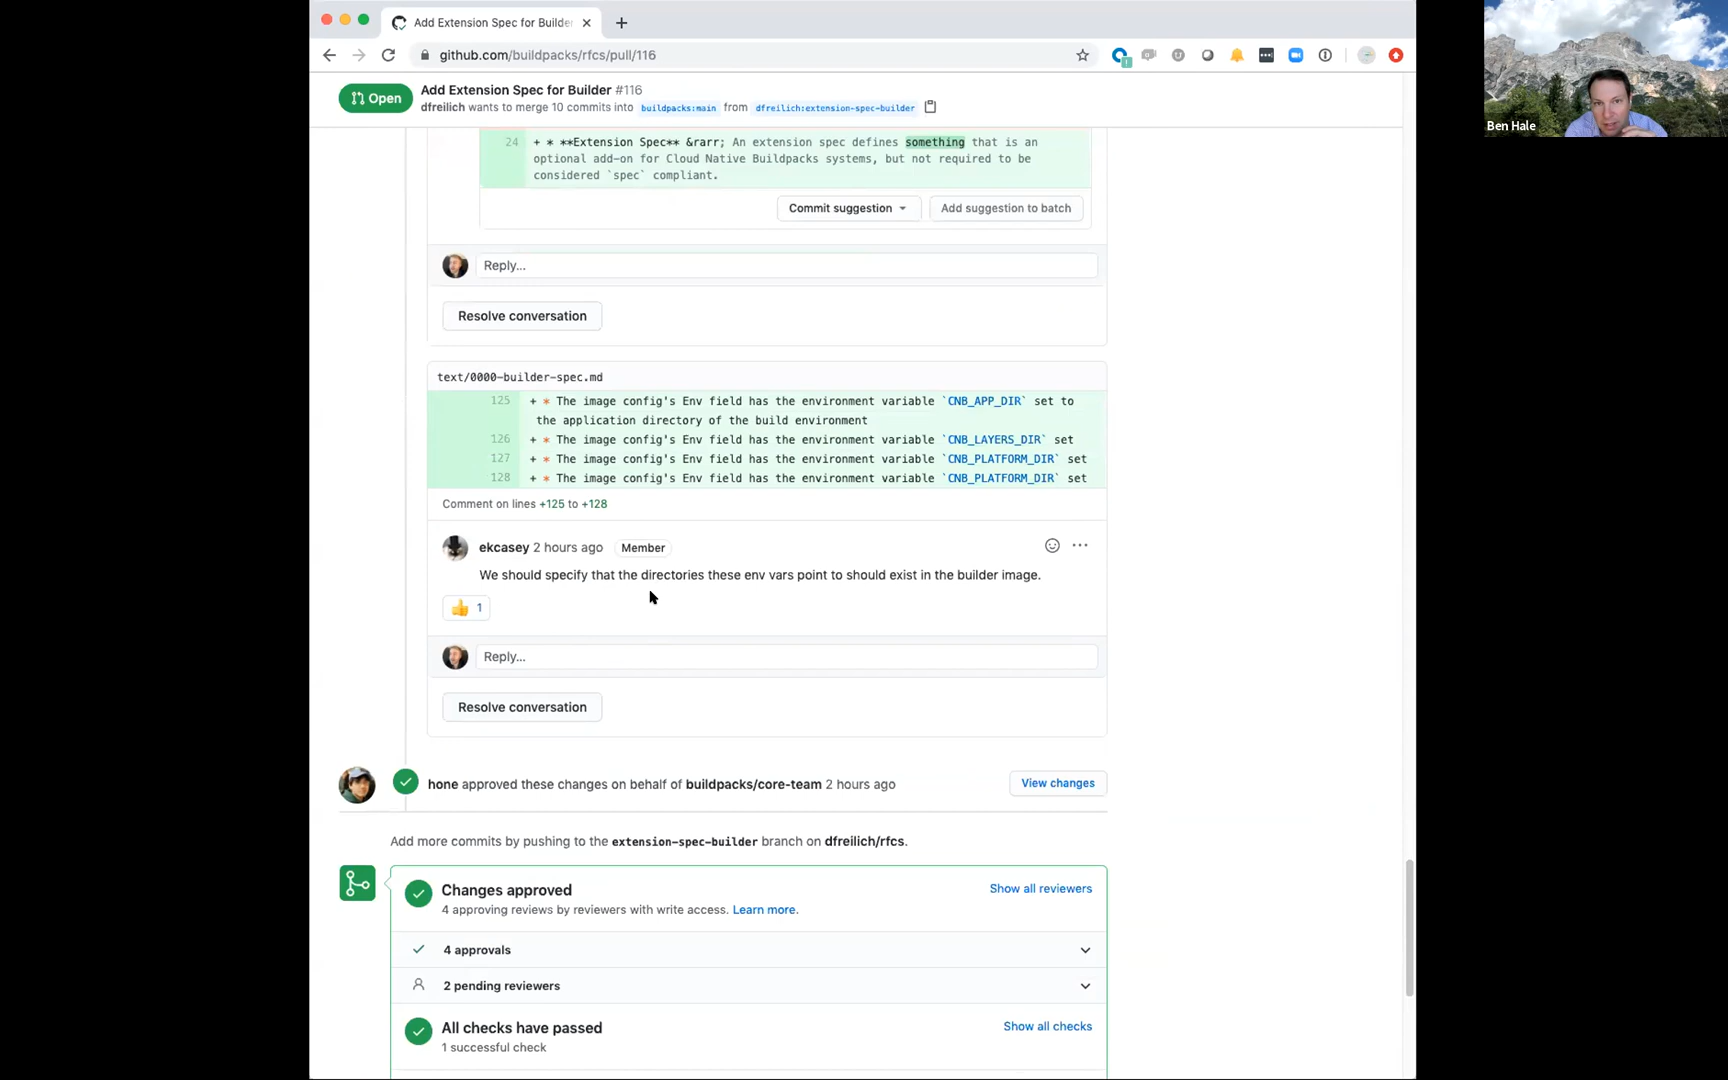 Add Extension Spec for Builder
github.com/buildpacks/rfcs/pull/116
Ben Hale
Open
Add Extension Spec for Builder #116
dfreilich wants to merge 10 commits into buildpacks:main from dfreilich:extension-spec-builder
24 + * **Extension Spec** &rarr; An extension spec defines something that is an
optional add-on for Cloud Native Buildpacks systems, but not required to be
considered `spec` compliant.
Commit suggestion
Add suggestion to batch
Reply...
Resolve conversation
text/0000-builder-spec.md
125 + * The image config's Env field has the environment variable `CNB_APP_DIR` set to
the application directory of the build environment
126 + * The image config's Env field has the environment variable `CNB_LAYERS_DIR` set
127 + * The image config's Env field has the environment variable `CNB_PLATFORM_DIR` set
128 + * The image config's Env field has the environment variable `CNB_PLATFORM_DIR` set
Comment on lines +125 to +128
ekcasey 2 hours ago Member
We should specify that the directories these env vars point to should exist in the builder image.
👍 1
Reply...
Resolve conversation
hone approved these changes on behalf of buildpacks/core-team 2 hours ago
View changes
Add more commits by pushing to the extension-spec-builder branch on dfreilich/rfcs.
Changes approved
Show all reviewers
4 approving reviews by reviewers with write access. Learn more.
4 approvals
2 pending reviewers
All checks have passed
Show all checks
1 successful check